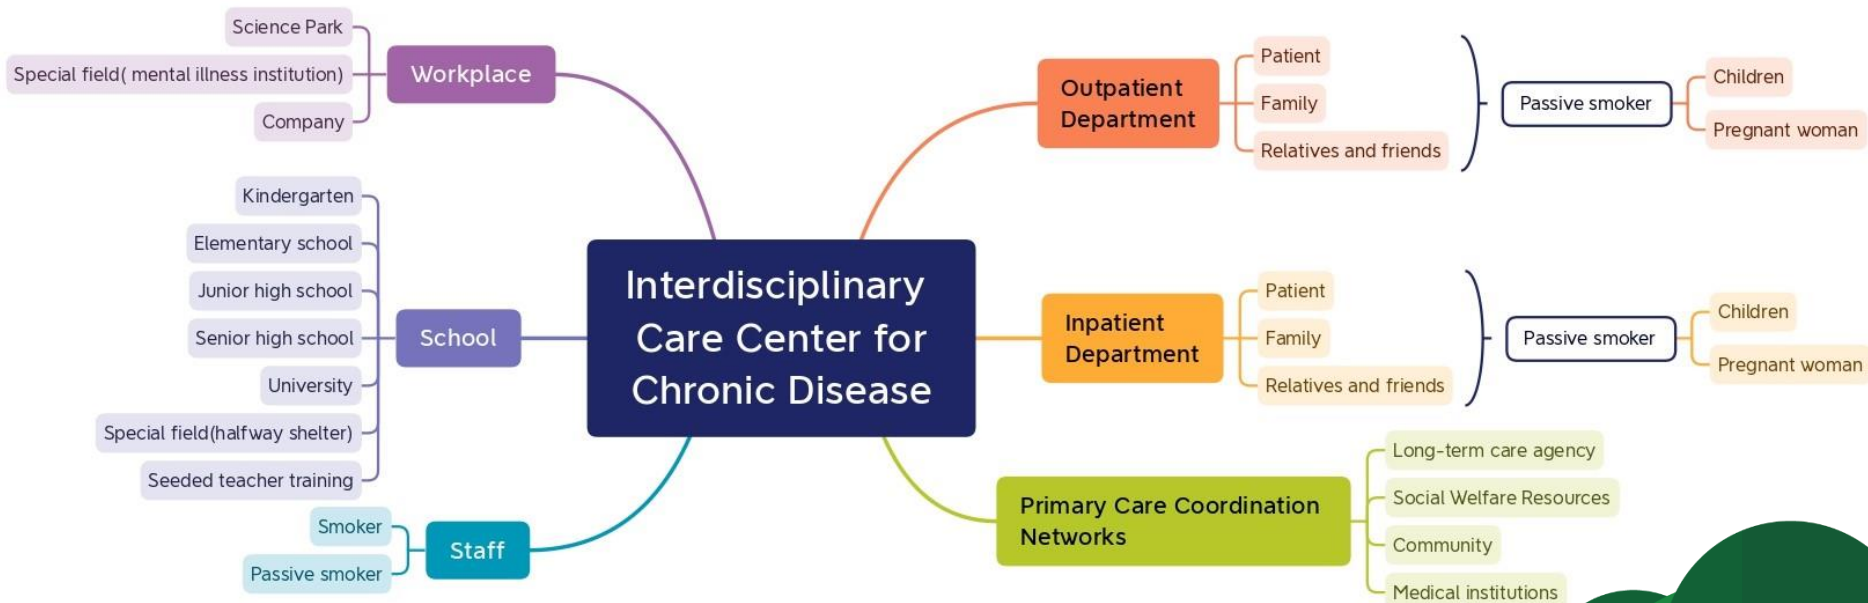 Interdisciplinary
Care Center for
Chronic Disease
Workplace
Science Park
Special field( mental illness institution)
Company
School
Kindergarten
Elementary school
Junior high school
Senior high school
University
Special field(halfway shelter)
Seeded teacher training
Staff
Smoker
Passive smoker
Outpatient
Department
Patient
Family
Relatives and friends
Passive smoker
Children
Pregnant woman
Inpatient
Department
Patient
Family
Relatives and friends
Passive smoker
Children
Pregnant woman
Primary Care Coordination
Networks
Long-term care agency
Social Welfare Resources
Community
Medical institutions